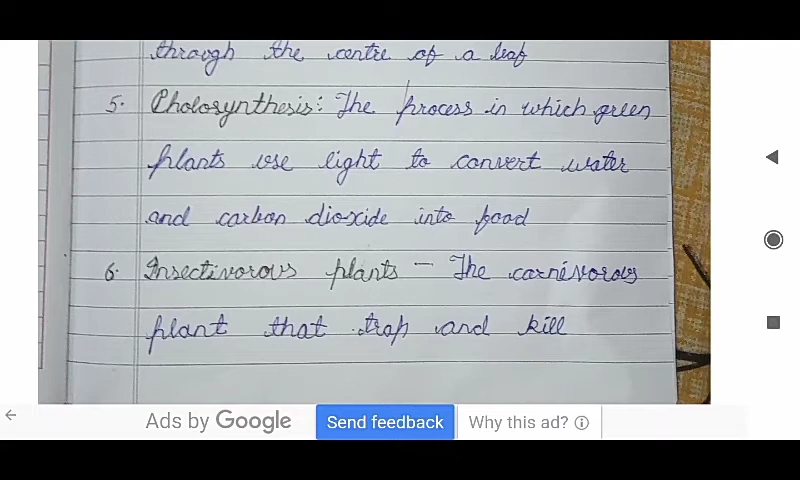 through the centre of a leaf
5. Pholosynthesis: The process in which green
plants use light to convert water
and carbon dioxide into food
6. Insectivorous plants - The carnivorous
plant that trap and kill
Ads by Google
Send feedback
Why this ad?